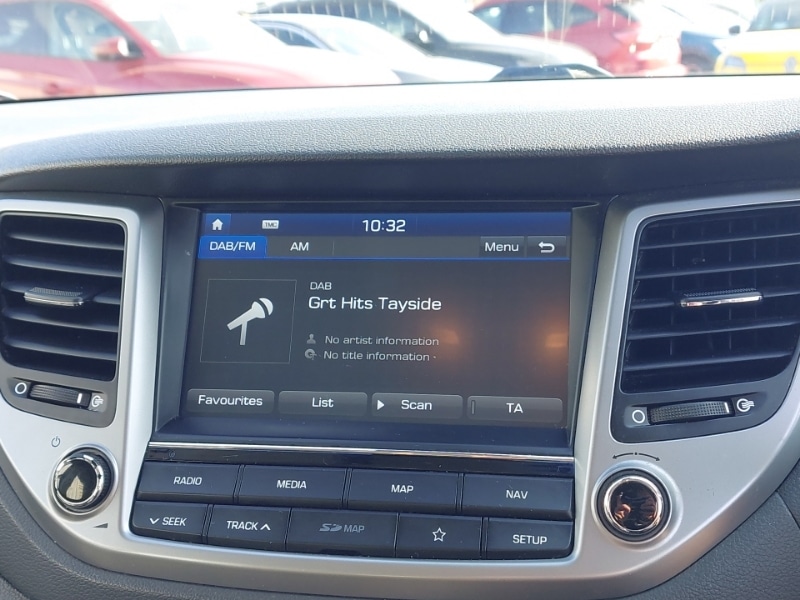 TMC 10:32
DAB/FM AM Menu
DAB
Grt Hits Tayside
No artist information
No title information -
Favourites List Scan TA
RADIO MEDIA MAP NAV
SEEK TRACK SD MAP SETUP